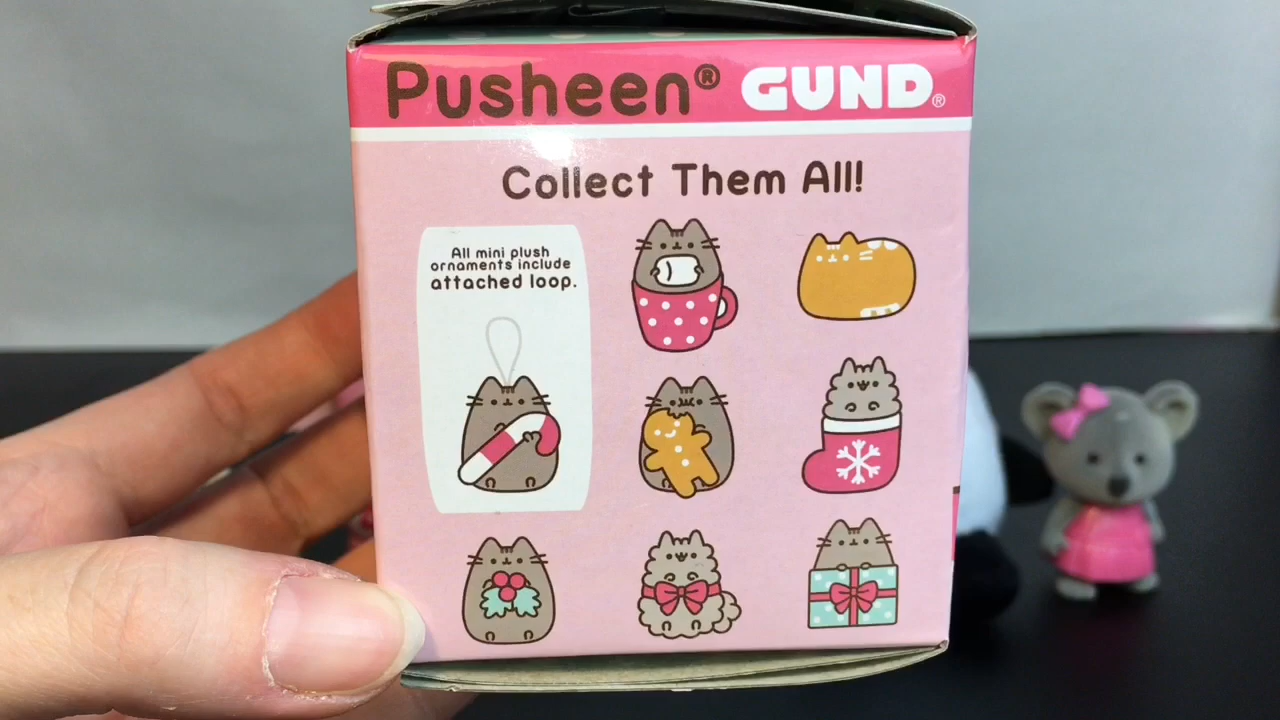 Pusheen® GUND®
Collect Them All!
All mini plush
ornaments include
attached loop.